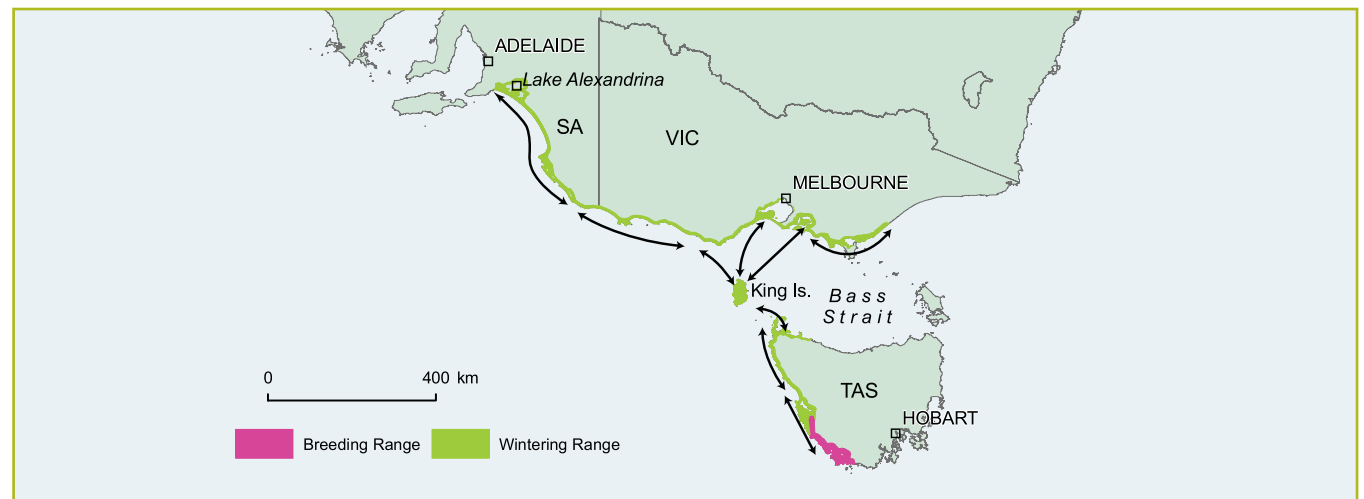 ADELAIDE
Lake Alexandrina
SA
VIC
MELBOURNE
King Is.
Bass
Strait
0 400 km
TAS
HOBART
Breeding Range Wintering Range